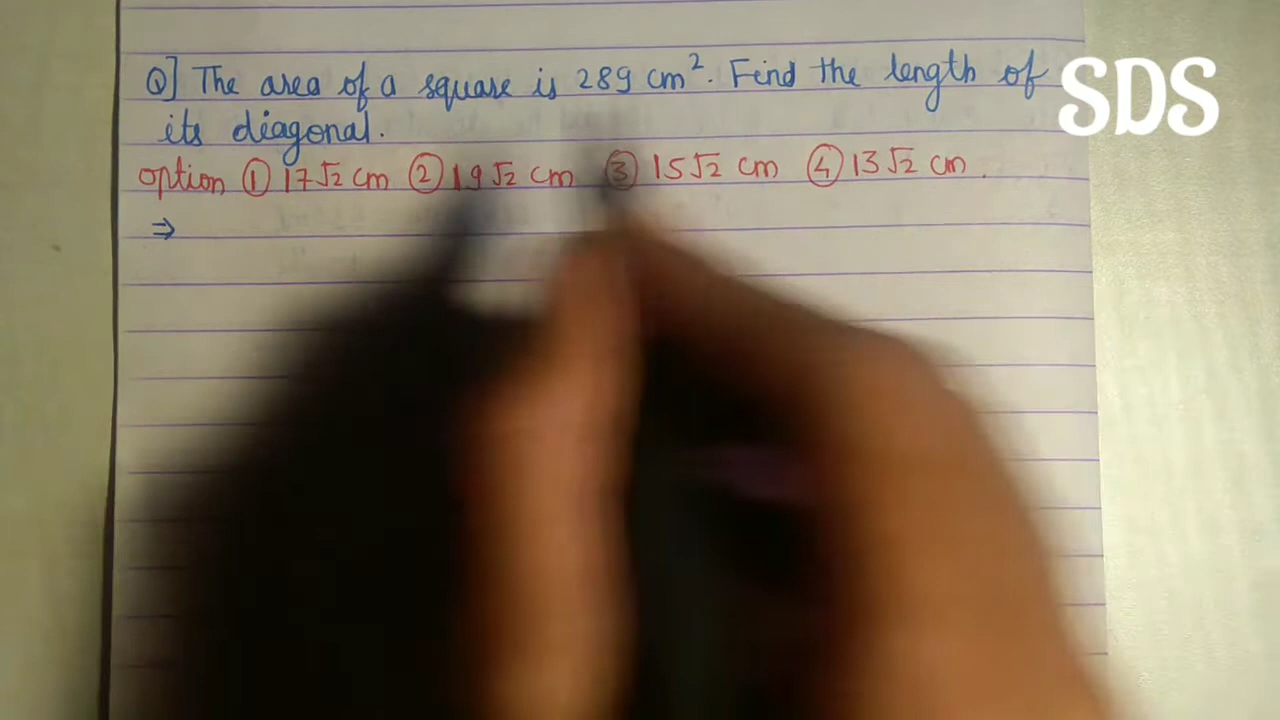 Q] The area of a square is 289 cm². Find the length of
its diagonal.
option ① 17√2 cm ② 19√2 cm ③ 15√2 cm ④ 13√2 cm.
⇒
SDS